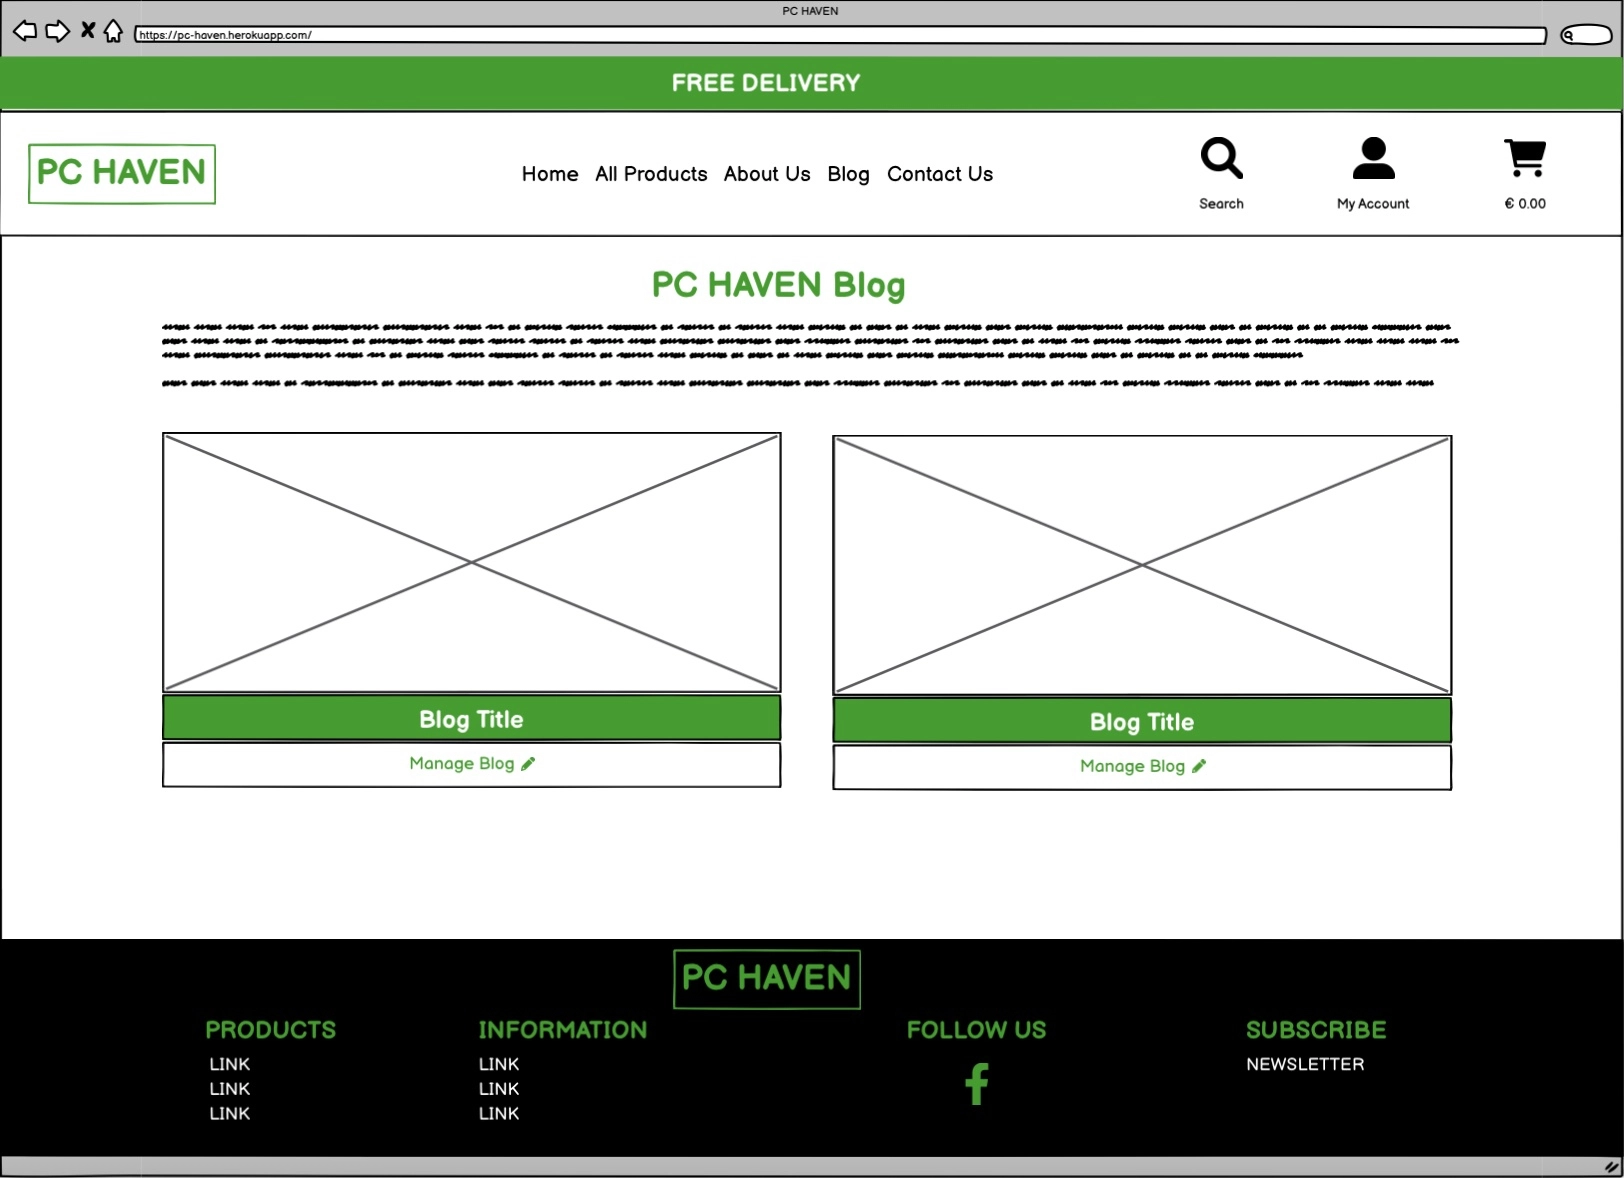 PC HAVEN
https://pc-haven.herokuapp.com/
FREE DELIVERY
PC HAVEN
Home All Products About Us Blog Contact Us
Search
My Account
€ 0.00
PC HAVEN Blog
Blog Title
Manage Blog
Blog Title
Manage Blog
PC HAVEN
PRODUCTS
LINK
LINK
LINK
INFORMATION
LINK
LINK
LINK
FOLLOW US
SUBSCRIBE
NEWSLETTER